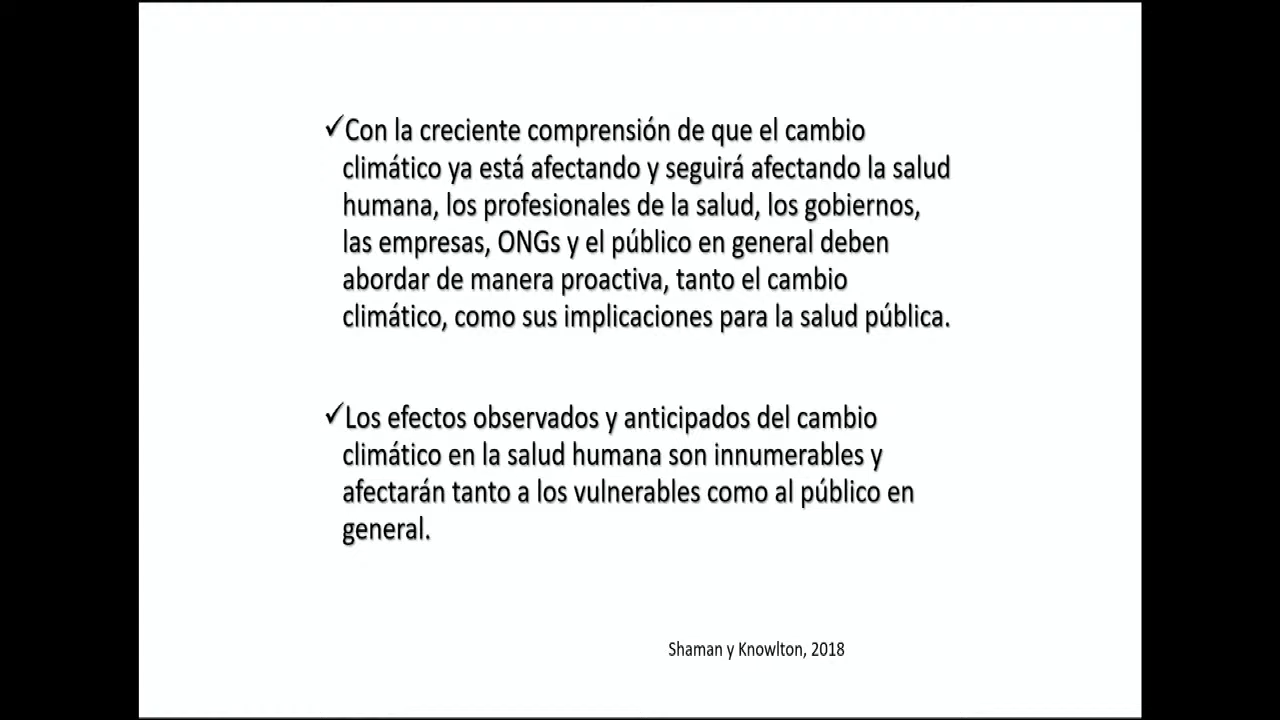 ✓Con la creciente comprensión de que el cambio
climático ya está afectando y seguirá afectando la salud
humana, los profesionales de la salud, los gobiernos,
las empresas, ONGs y el público en general deben
abordar de manera proactiva, tanto el cambio
climático, como sus implicaciones para la salud pública.
✓Los efectos observados y anticipados del cambio
climático en la salud humana son innumerables y
afectarán tanto a los vulnerables como al público en
general.
Shaman y Knowlton, 2018